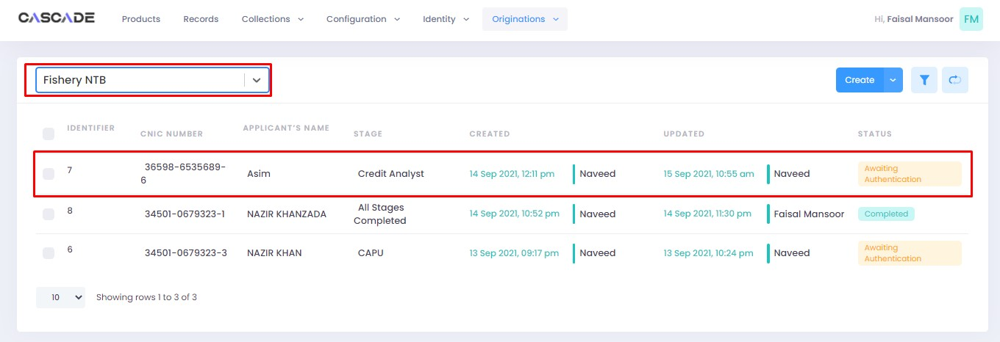 CASCADE
Products Records Collections Configuration Identity Originations
Hi, Faisal Mansoor FM
Fishery NTB
Create
IDENTIFIER CNIC NUMBER APPLICANT'S NAME STAGE CREATED UPDATED STATUS
7 36598-6535689-
6 Asim Credit Analyst 14 Sep 2021, 12:11 pm Naveed 15 Sep 2021, 10:55 am Naveed Awaiting
Authentication
8 34501-0679323-1 NAZIR KHANZADA All Stages
Completed 14 Sep 2021, 10:52 pm Naveed 14 Sep 2021, 11:30 pm Faisal Mansoor Completed
6 34501-0679323-3 NAZIR KHAN CAPU 13 Sep 2021, 09:17 pm Naveed 13 Sep 2021, 10:24 pm Naveed Awaiting
Authentication
10 Showing rows 1 to 3 of 3